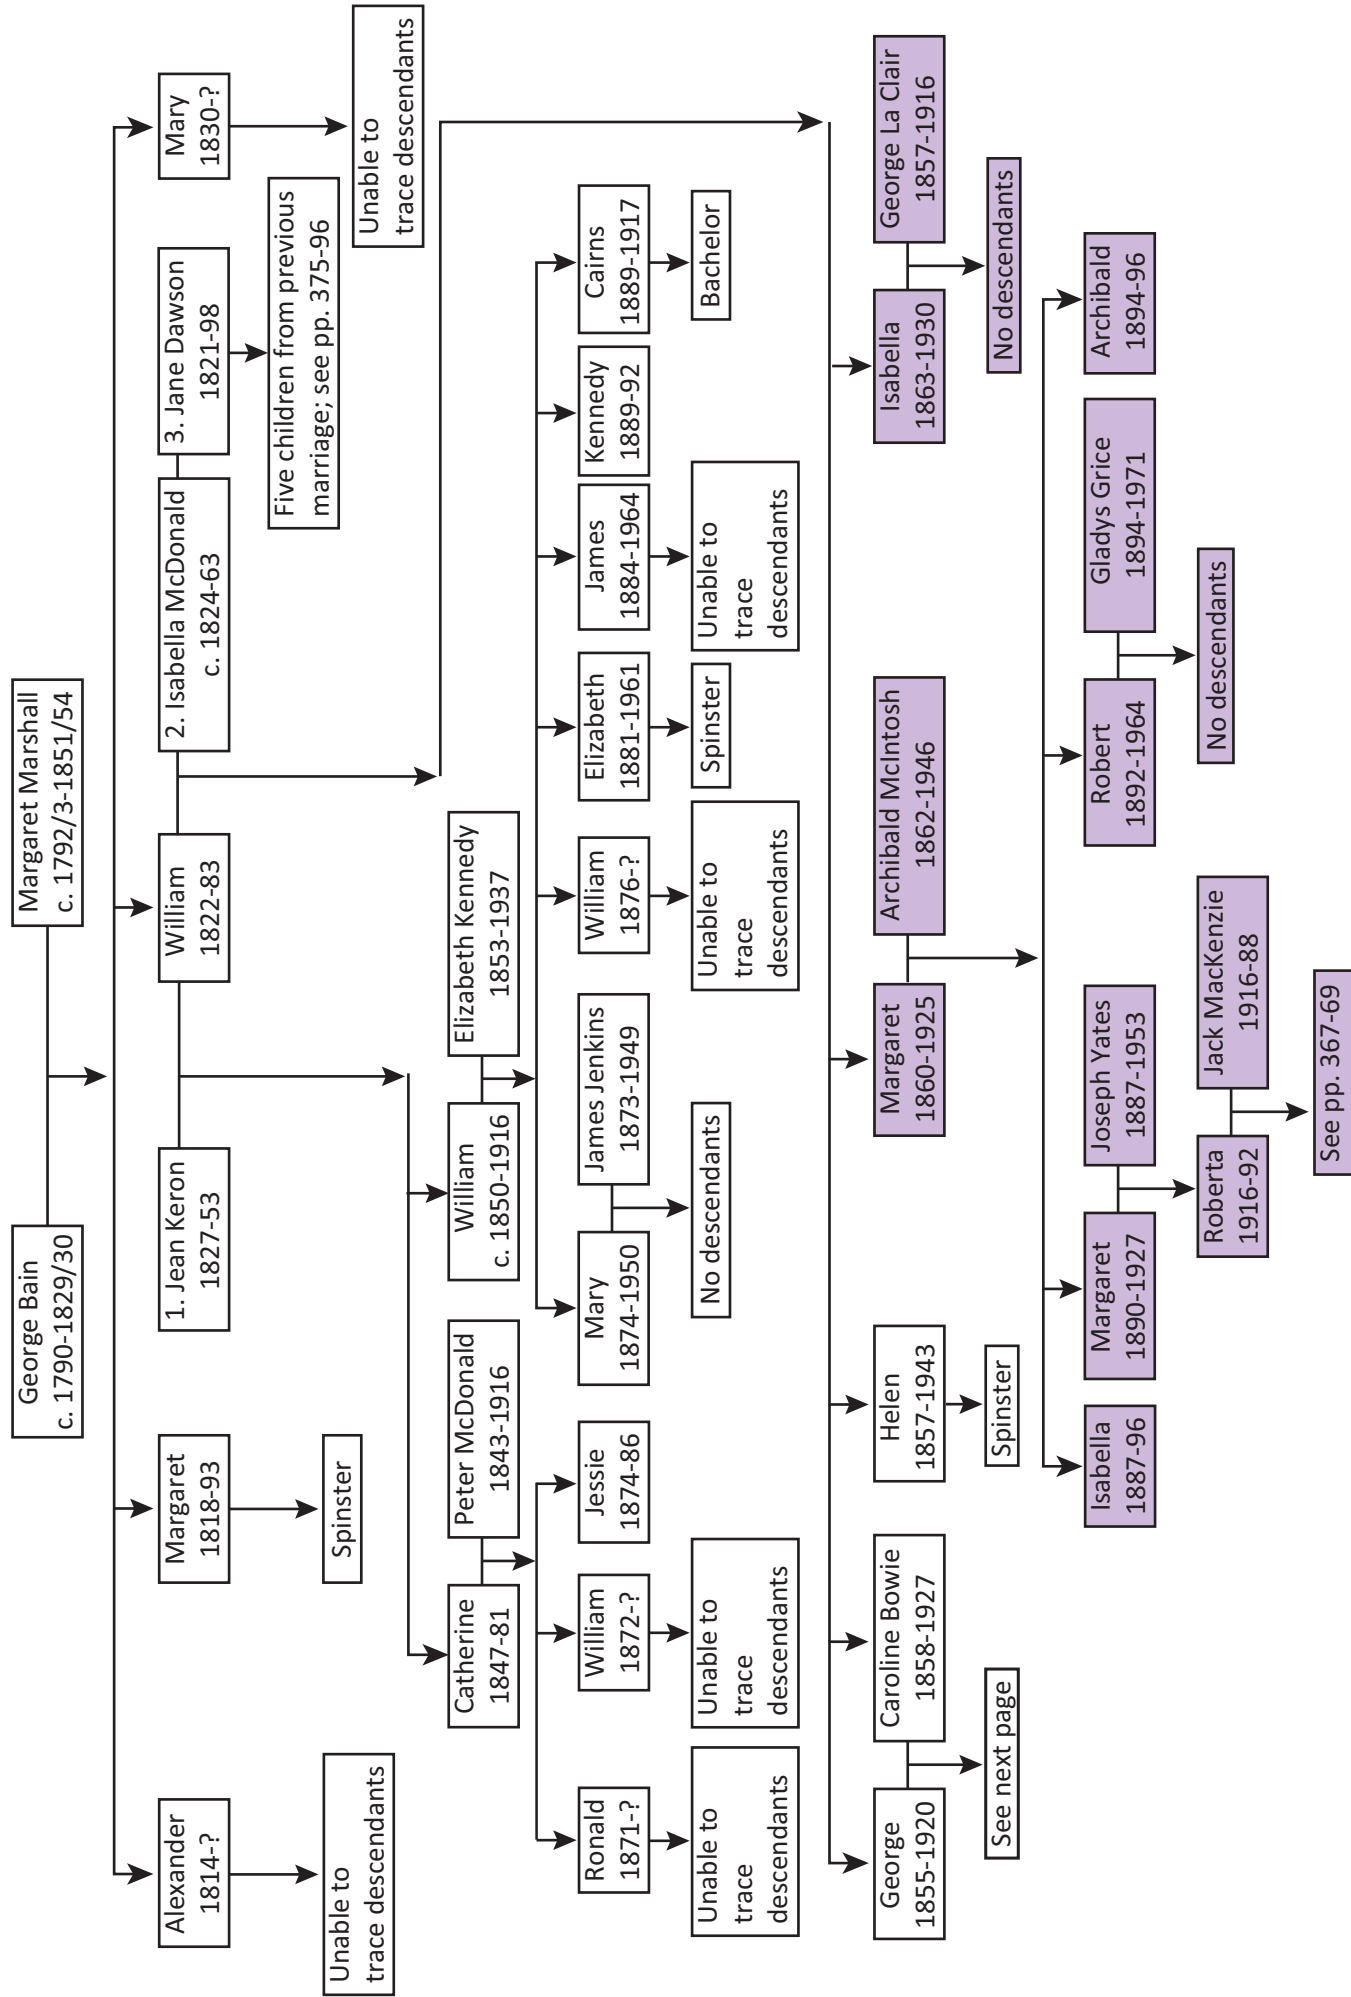 George Bain
c. 1790-1829/30
Margaret Marshall
c. 1792/3-1851/54
Alexander
1814-?
Margaret
1818-93
1. Jean Keron
1827-53
William
1822-83
2. Isabella McDonald
c. 1824-63
3. Jane Dawson
1821-98
Mary
1830-?
Unable to
trace descendants
Spinster
Five children from previous
marriage; see pp. 375-96
Unable to
trace descendants
Catherine
1847-81
Peter McDonald
1843-1916
William
c. 1850-1916
Elizabeth Kennedy
1853-1937
Ronald
1871-?
William
1872-?
Jessie
1874-86
Mary
1874-1950
James Jenkins
1873-1949
William
1876-?
Elizabeth
1881-1961
James
1884-1964
Kennedy
1889-92
Cairns
1889-1917
Unable to
trace
descendants
Unable to
trace
descendants
No descendants
Unable to
trace
descendants
Spinster
Unable to
trace
descendants
Bachelor
George
1855-1920
Caroline Bowie
1858-1927
Helen
1857-1943
Margaret
1860-1925
Archibald McIntosh
1862-1946
Isabella
1863-1930
George La Clair
1857-1916
See next page
Spinster
No descendants
Isabella
1887-96
Margaret
1890-1927
Joseph Yates
1887-1953
Robert
1892-1964
Gladys Grice
1894-1971
Archibald
1894-96
Roberta
1916-92
Jack MacKenzie
1916-88
No descendants
See pp. 367-69